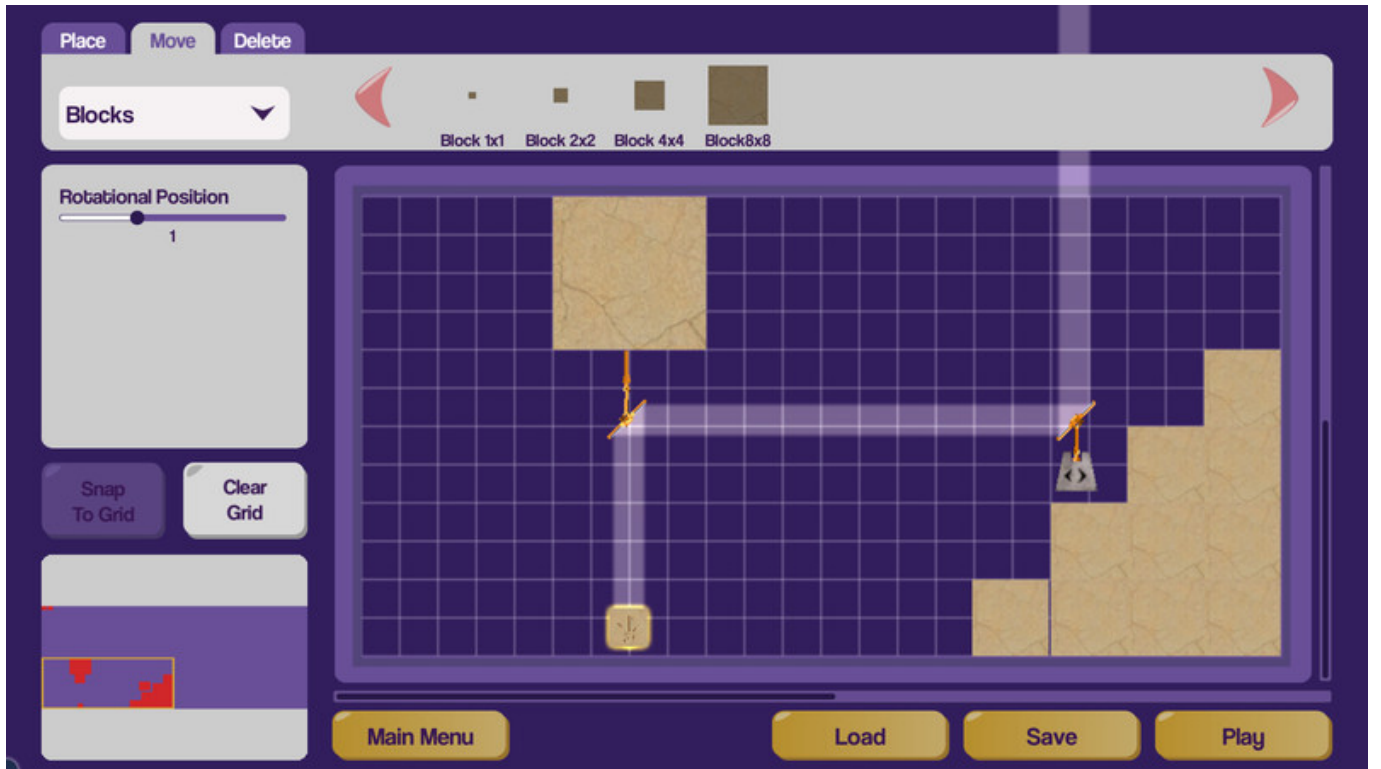 Place
Move
Delete
Blocks
Block 1x1
Block 2x2
Block 4x4
Block8x8
Rotational Position
1
Snap
To Grid
Clear
Grid
Main Menu
Load
Save
Play